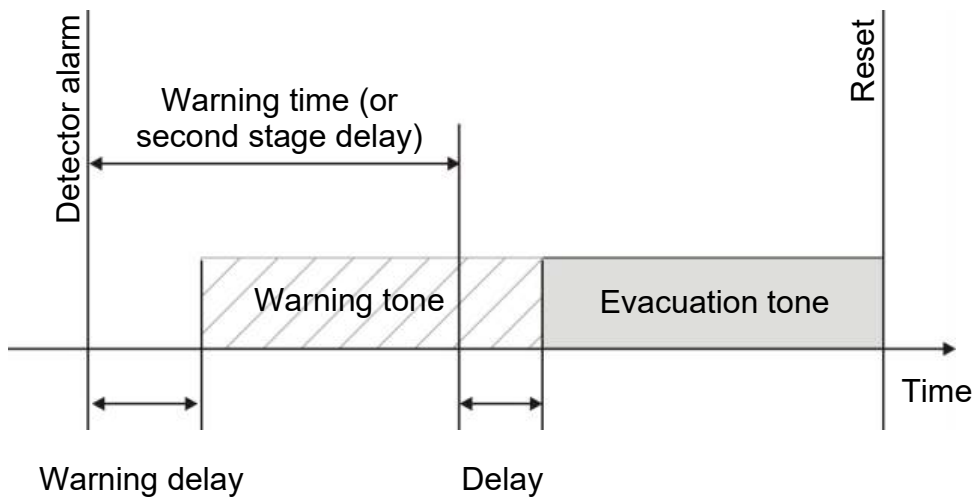 Detector alarm
Warning time (or
second stage delay)
Reset
Warning tone
Evacuation tone
Time
Warning delay
Delay